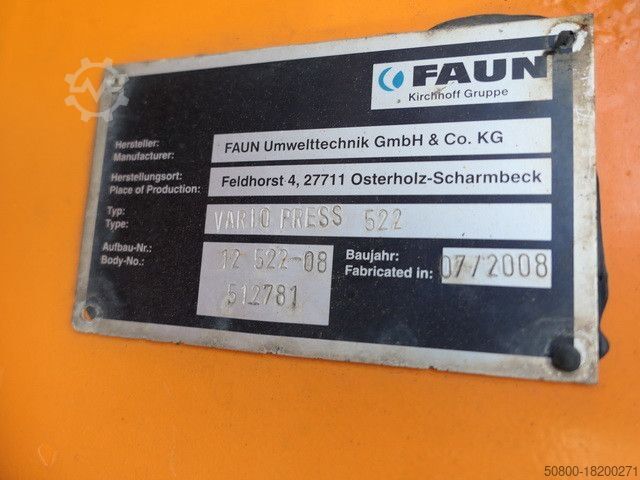 FAUN
Kirchhoff Gruppe
Hersteller: FAUN Umwelttechnik GmbH & Co. KG
Manufacturer:
Herstellungsort: Feldhorst 4, 27711 Osterholz-Scharmbeck
Place of Production:
Typ: VARIO PRESS 522
Type:
Aufbau-Nr.: 12 522-08 Baujahr: 07/2008
Body-No.: 512781 Fabricated in:
50800-18200271